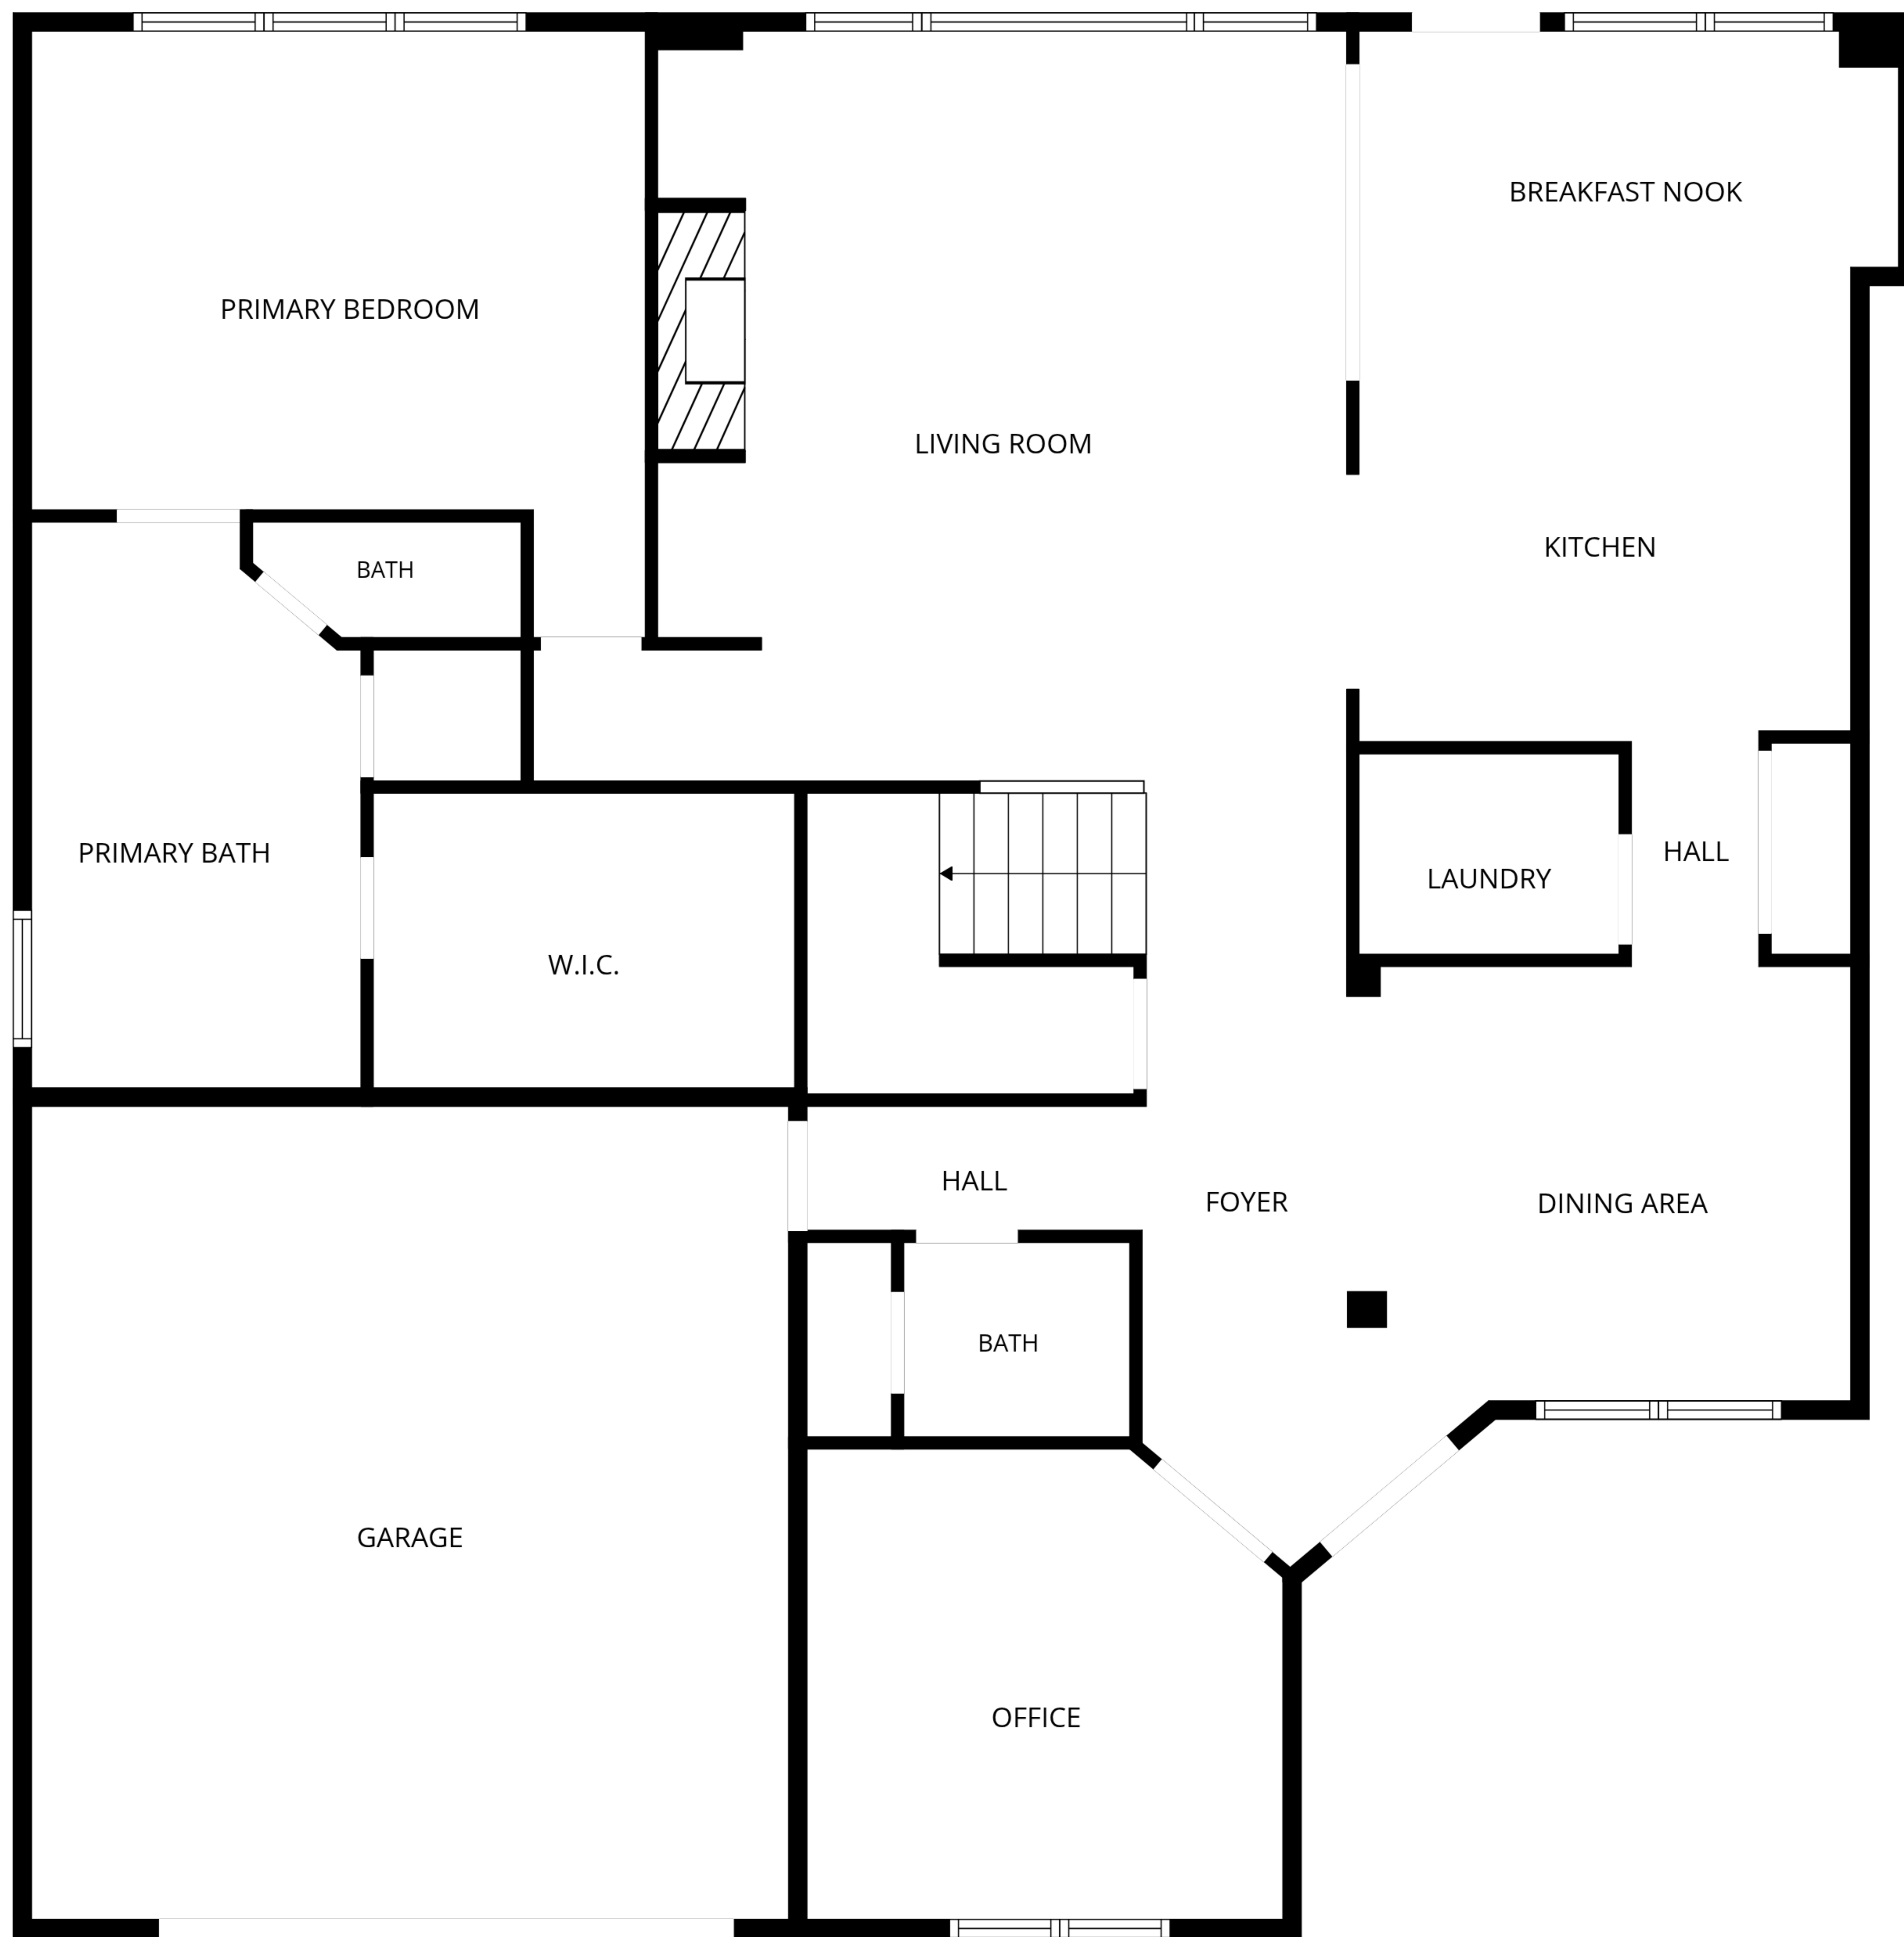 BREAKFAST NOOK
PRIMARY BEDROOM
LIVING ROOM
KITCHEN
BATH
PRIMARY BATH
HALL
LAUNDRY
W.I.C.
HALL
FOYER
DINING AREA
BATH
GARAGE
OFFICE